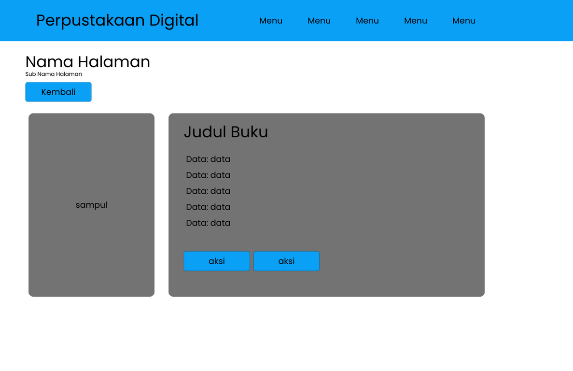 Perpustakaan Digital Menu Menu Menu Menu Menu
Nama Halaman
Sub Nama Halaman
Kembali
sampul
Judul Buku
Data: data
Data: data
Data: data
Data: data
Data: data
aksi aksi